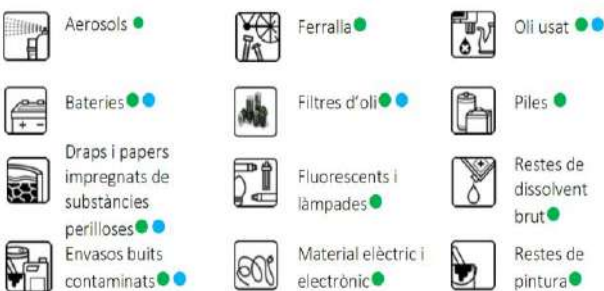 Aerosols
Ferralla
Oli usat
Bateries
Filtres d'oli
Piles
Draps i papers
impregnats de
substàncies
perilloses
Fluorescents i
làmpades
Restes de
dissolvent
brut
Envasos buits
contaminats
Material elèctric i
electrònic
Restes de
pintura